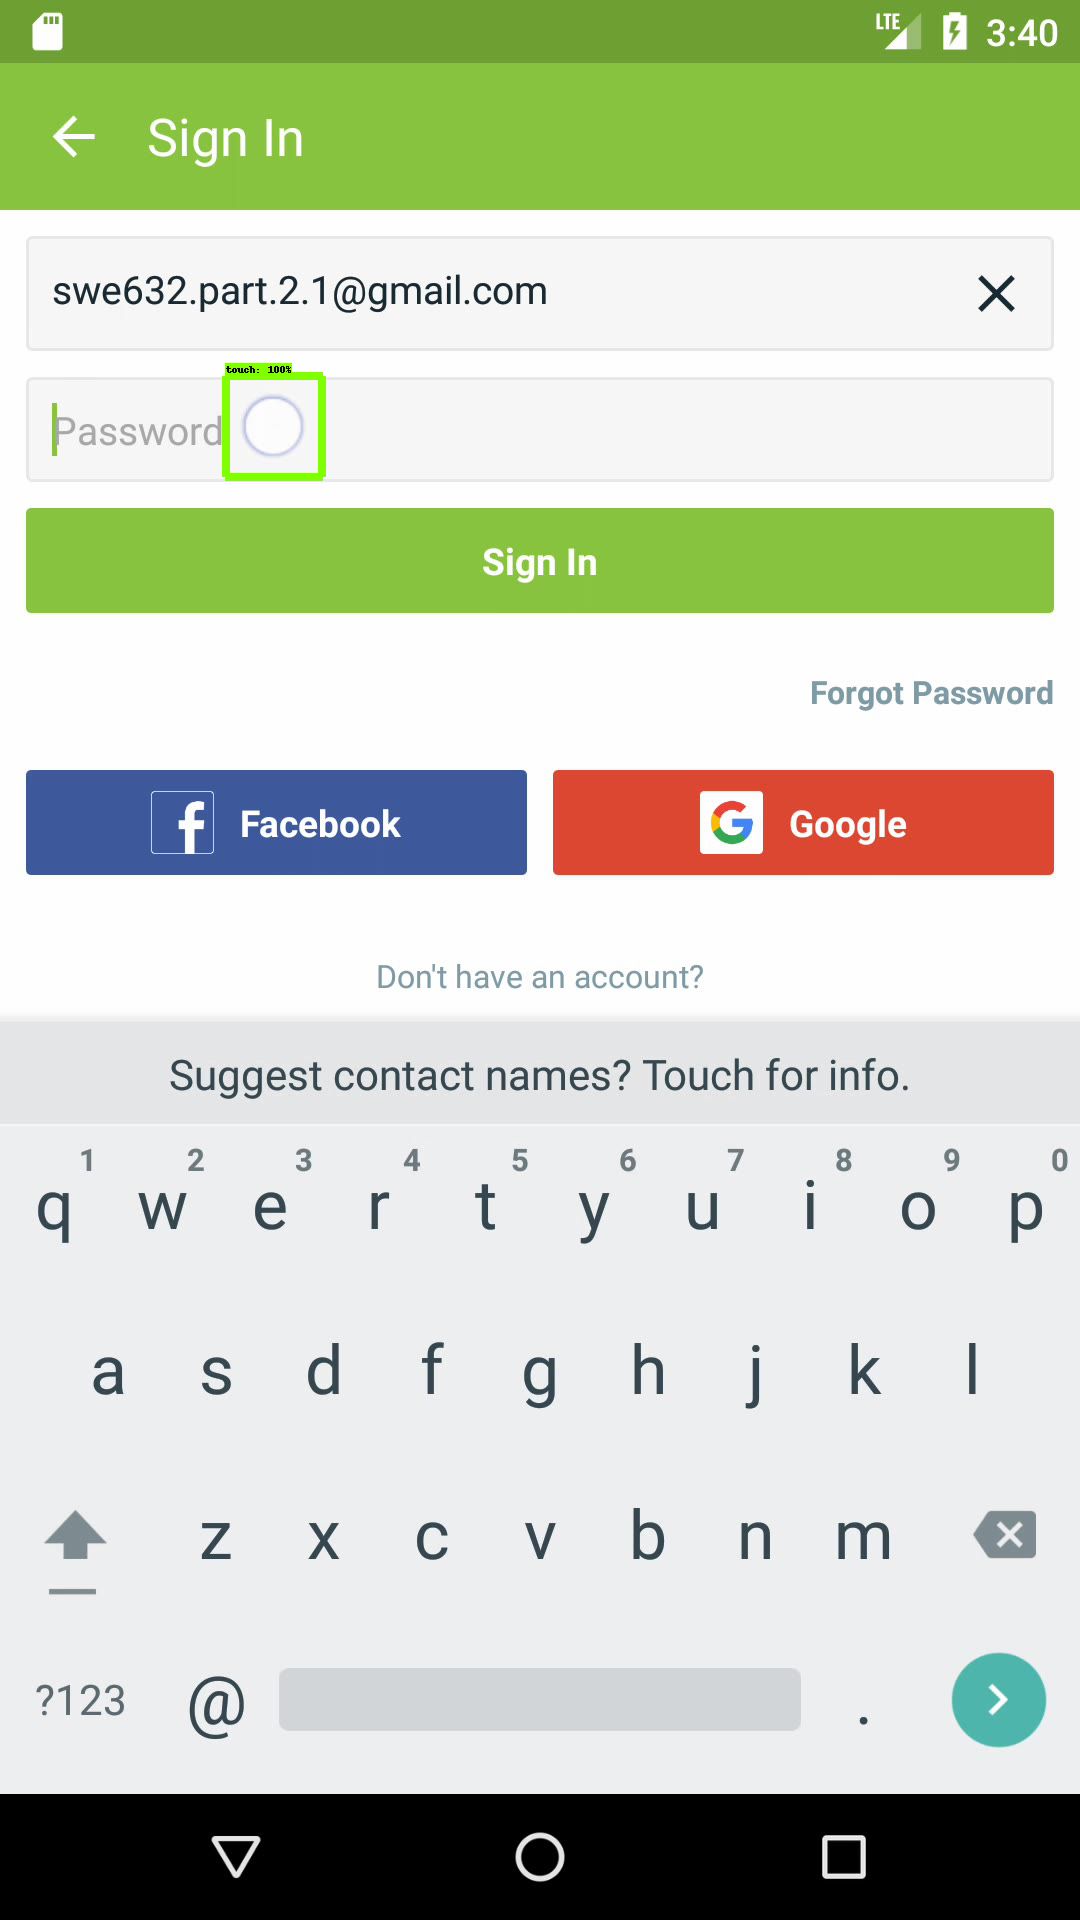 LTE 3:40
Sign In
swe632.part.2.1@gmail.com
touch: 100%
Password
Sign In
Forgot Password
Facebook
Google
Don't have an account?
Suggest contact names? Touch for info.
1 2 3 4 5 6 7 8 9 0
q w e r t y u i o p
a s d f g h j k l
z x c v b n m
?123 @ .